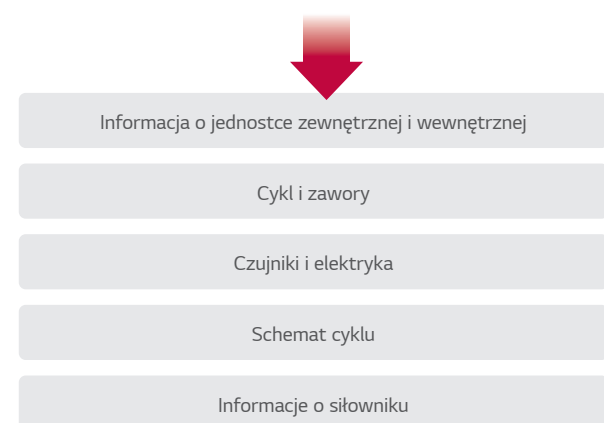 Informacja o jednostce zewnętrznej i wewnętrznej
Cykl i zawory
Czujniki i elektryka
Schemat cyklu
Informacje o siłowniku